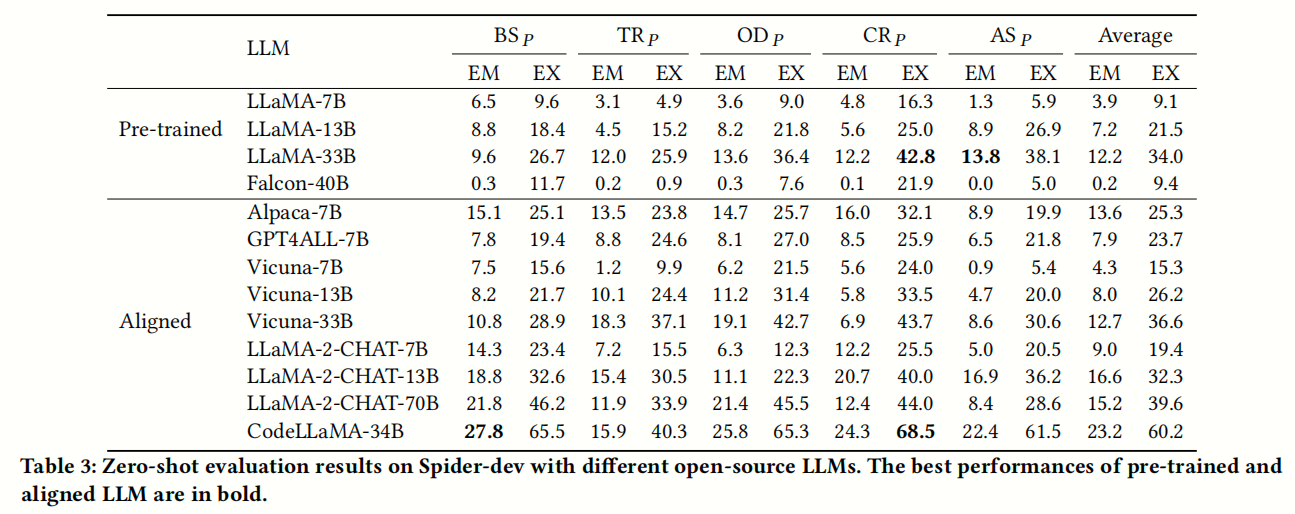 LLM BS P TR P OD P CR P AS P Average
EM EX EM EX EM EX EM EX EM EX EM EX
Pre-trained LLaMA-7B 6.5 9.6 3.1 4.9 3.6 9.0 4.8 16.3 1.3 5.9 3.9 9.1
LLaMA-13B 8.8 18.4 4.5 15.2 8.2 21.8 5.6 25.0 8.9 26.9 7.2 21.5
LLaMA-33B 9.6 26.7 12.0 25.9 13.6 36.4 12.2 42.8 13.8 38.1 12.2 34.0
Falcon-40B 0.3 11.7 0.2 0.9 0.3 7.6 0.1 21.9 0.0 5.0 0.2 9.4
Aligned Alpaca-7B 15.1 25.1 13.5 23.8 14.7 25.7 16.0 32.1 8.9 19.9 13.6 25.3
GPT4ALL-7B 7.8 19.4 8.8 24.6 8.1 27.0 8.5 25.9 6.5 21.8 7.9 23.7
Vicuna-7B 7.5 15.6 1.2 9.9 6.2 21.5 5.6 24.0 0.9 5.4 4.3 15.3
Vicuna-13B 8.2 21.7 10.1 24.4 11.2 31.4 5.8 33.5 4.7 20.0 8.0 26.2
Vicuna-33B 10.8 28.9 18.3 37.1 19.1 42.7 6.9 43.7 8.6 30.6 12.7 36.6
LLaMA-2-CHAT-7B 14.3 23.4 7.2 15.5 6.3 12.3 12.2 25.5 5.0 20.5 9.0 19.4
LLaMA-2-CHAT-13B 18.8 32.6 15.4 30.5 11.1 22.3 20.7 40.0 16.9 36.2 16.6 32.3
LLaMA-2-CHAT-70B 21.8 46.2 11.9 33.9 21.4 45.5 12.4 44.0 8.4 28.6 15.2 39.6
CodeLLaMA-34B 27.8 65.5 15.9 40.3 25.8 65.3 24.3 68.5 22.4 61.5 23.2 60.2
Table 3: Zero-shot evaluation results on Spider-dev with different open-source LLMs. The best performances of pre-trained and
aligned LLM are in bold.